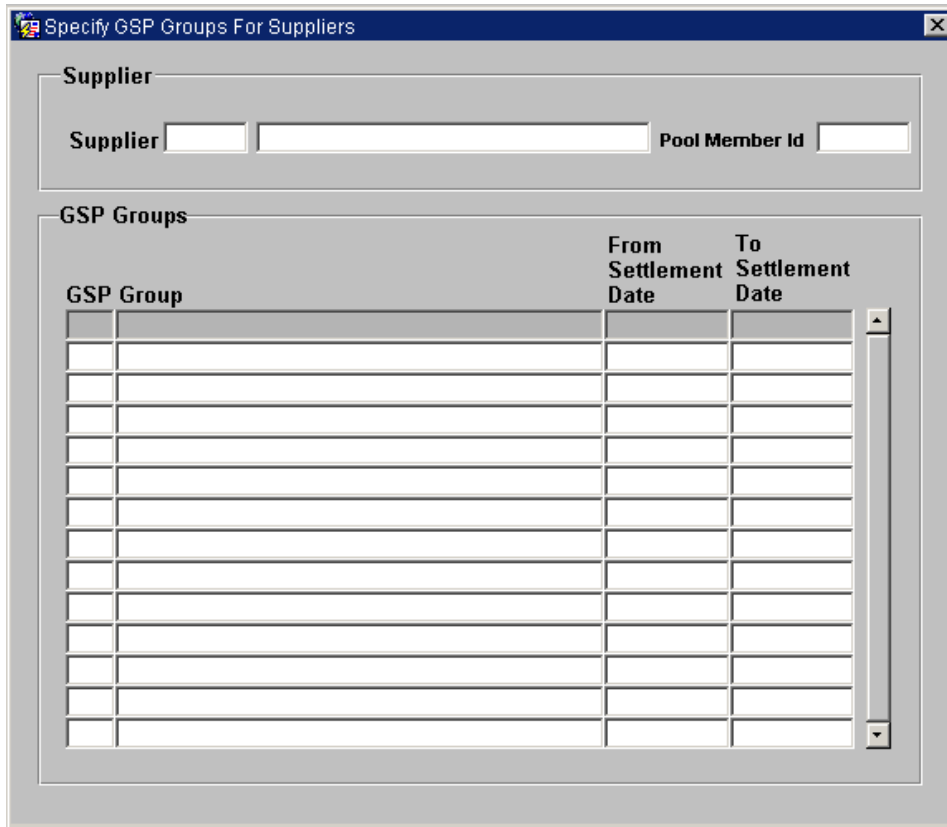 Specify GSP Groups For Suppliers
Supplier
Supplier
Pool Member Id
GSP Groups
GSP Group
From Settlement Date
To Settlement Date